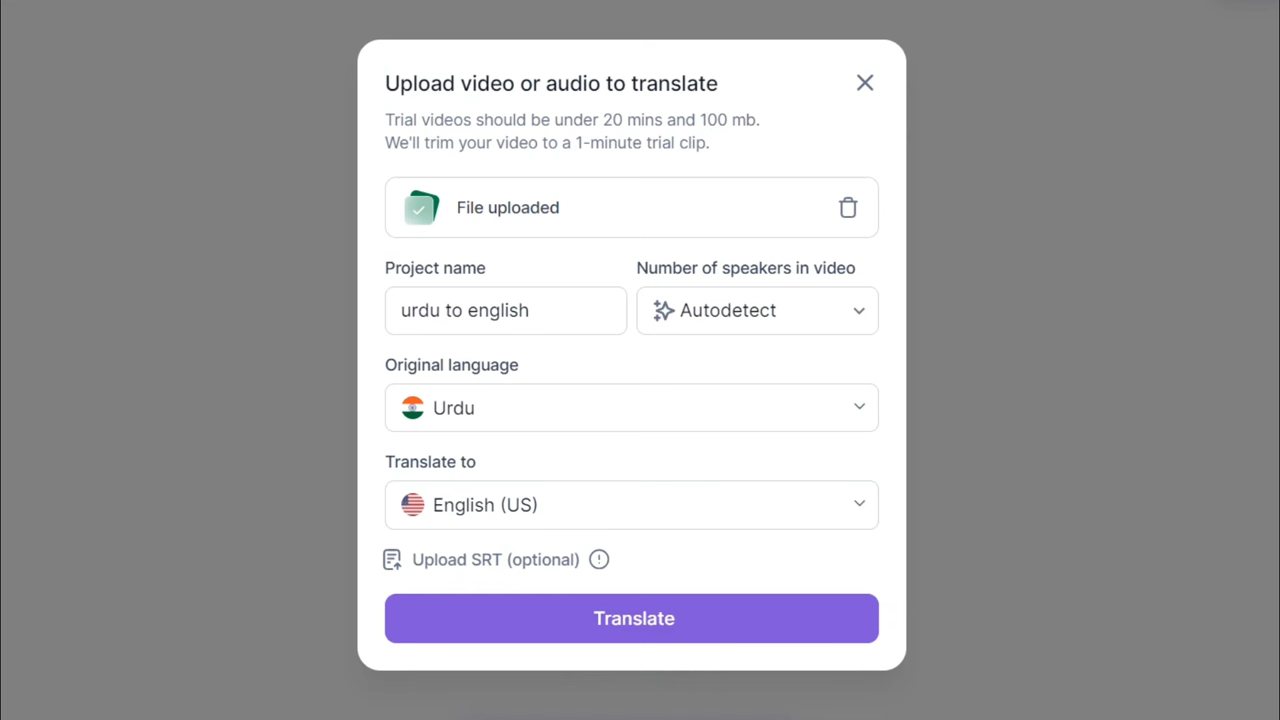 Upload video or audio to translate
Trial videos should be under 20 mins and 100 mb.
We'll trim your video to a 1-minute trial clip.
File uploaded
Project name
Number of speakers in video
urdu to english
Autodetect
Original language
Urdu
Translate to
English (US)
Upload SRT (optional)
Translate